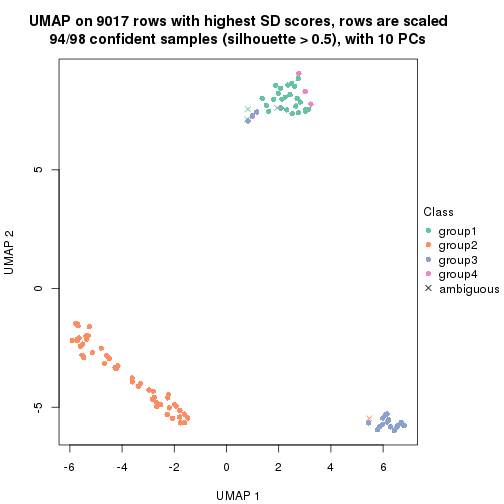 UMAP on 9017 rows with highest SD scores, rows are scaled
94/98 confident samples (silhouette > 0.5), with 10 PCs
5
0
-5
UMAP 2
-6
-4
-2
0
2
4
6
UMAP 1
Class
group1
group2
group3
group4
ambiguous